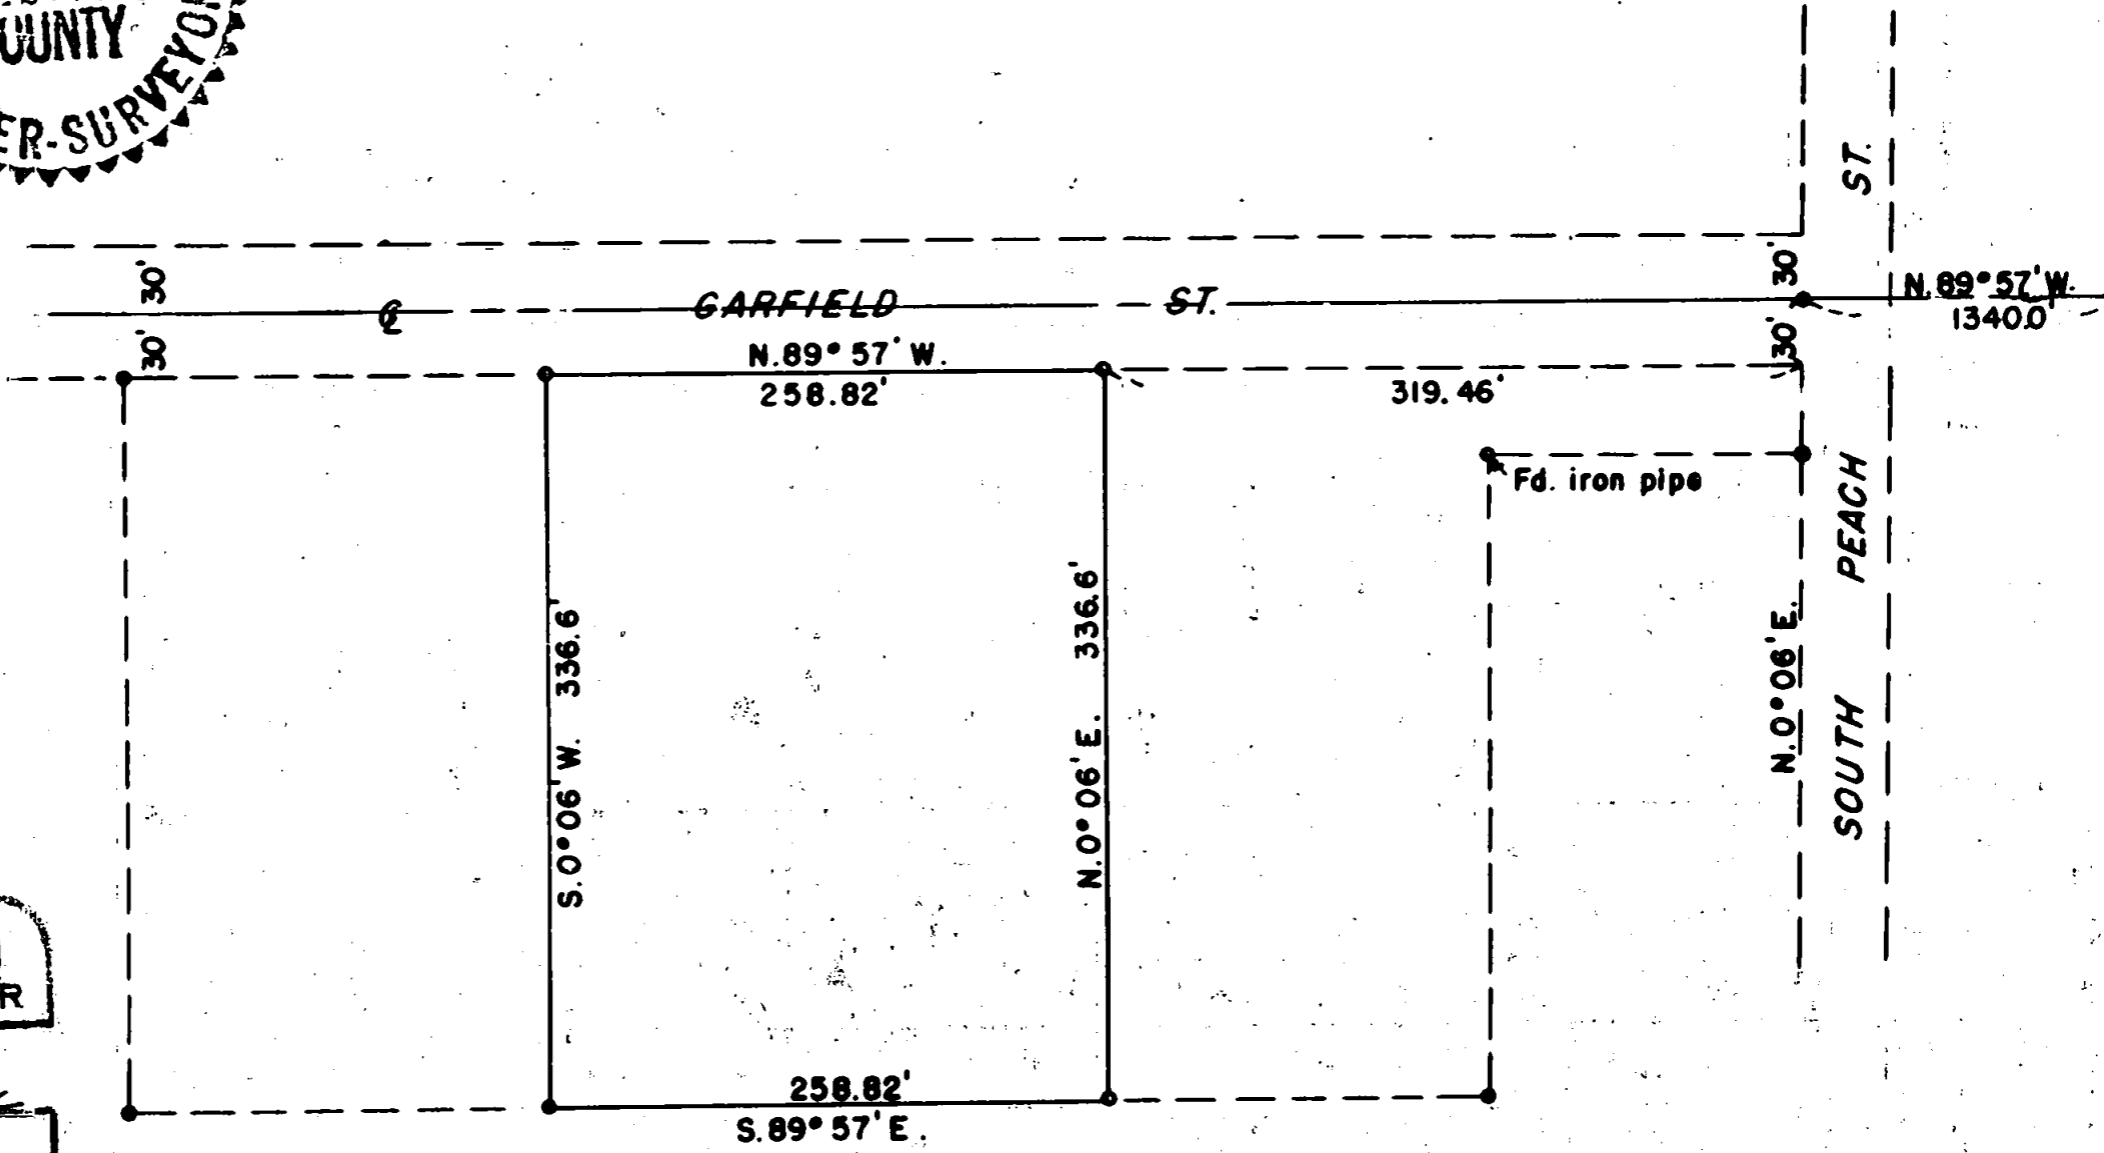 OUNTY
ER-SURVEYOR
ST.
30'
30'
℄
GARFIELD ST.
30'
30'
N.89°57'W.
1340.0'
N.89°57'W.
258.82'
319.46'
Fd. iron pipe
S.0°06'W. 336.6'
N.0°06'E. 336.6'
N.0°06'E.
SOUTH PEACH
R
258.82'
S.89°57'E.